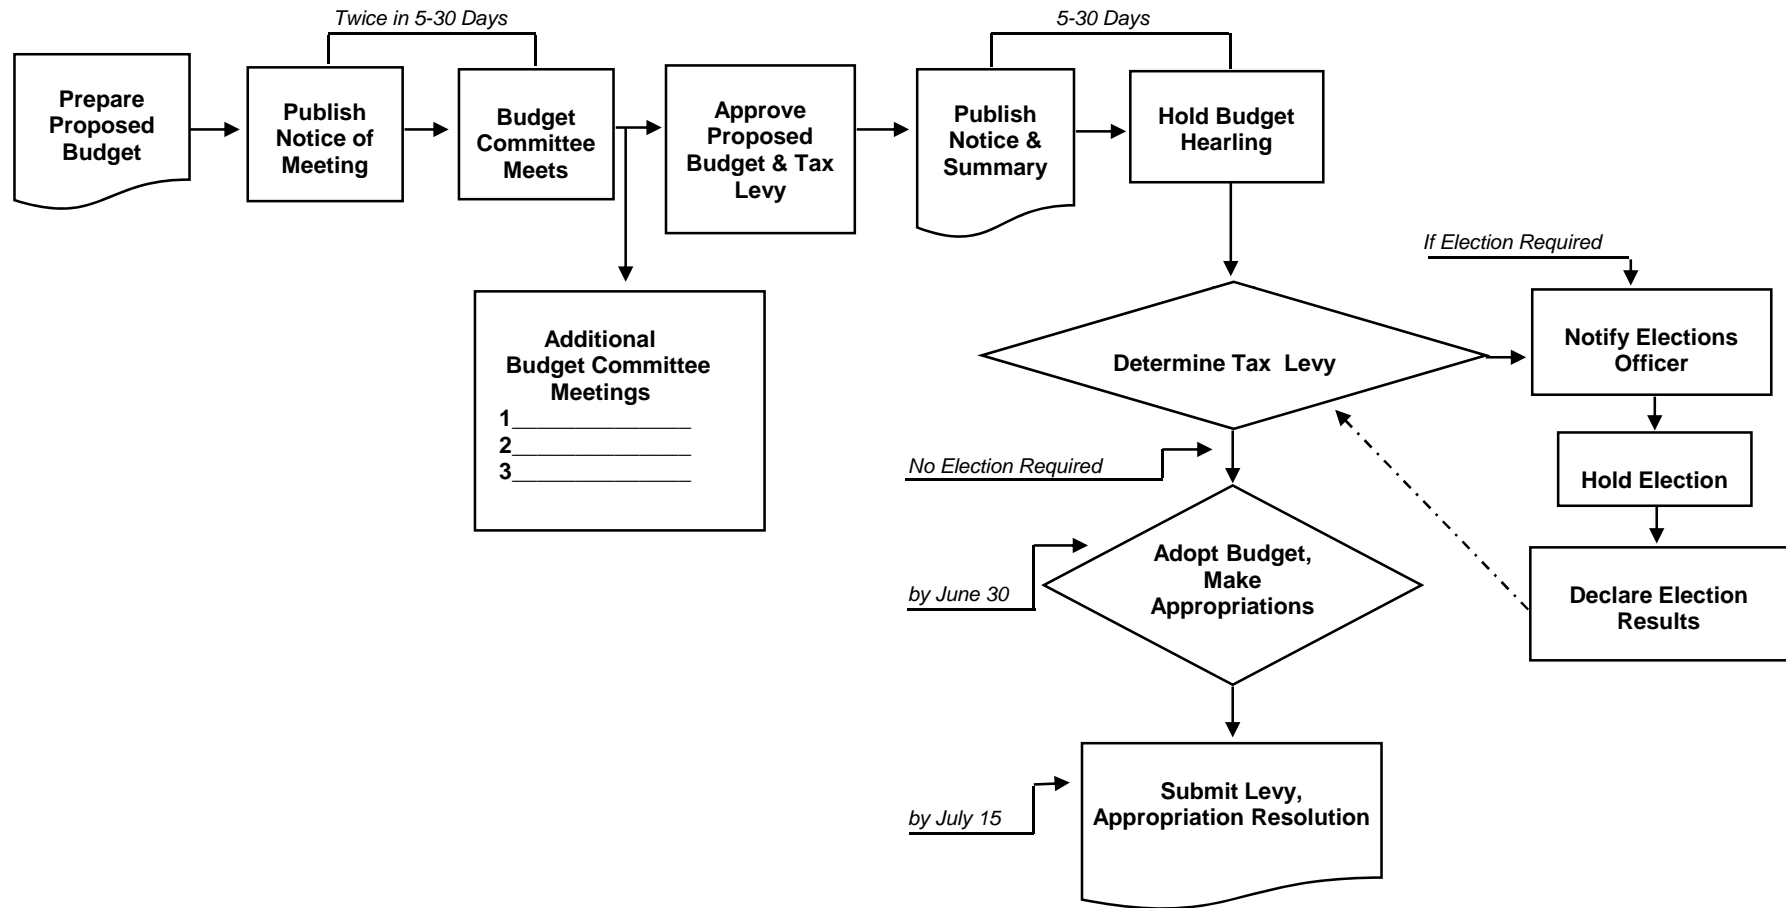 Twice in 5-30 Days
5-30 Days
Prepare
Proposed
Budget
Publish
Notice of
Meeting
Budget
Committee
Meets
Approve
Proposed
Budget & Tax
Levy
Publish
Notice &
Summary
Hold Budget
Hearling
If Election Required
Additional
Budget Committee
Meetings
1_______________
2_______________
3_______________
Determine Tax  Levy
Notify Elections
Officer
No Election Required
Hold Election
by June 30
Adopt Budget,
Make
Appropriations
Declare Election
Results
by July 15
Submit Levy,
Appropriation Resolution